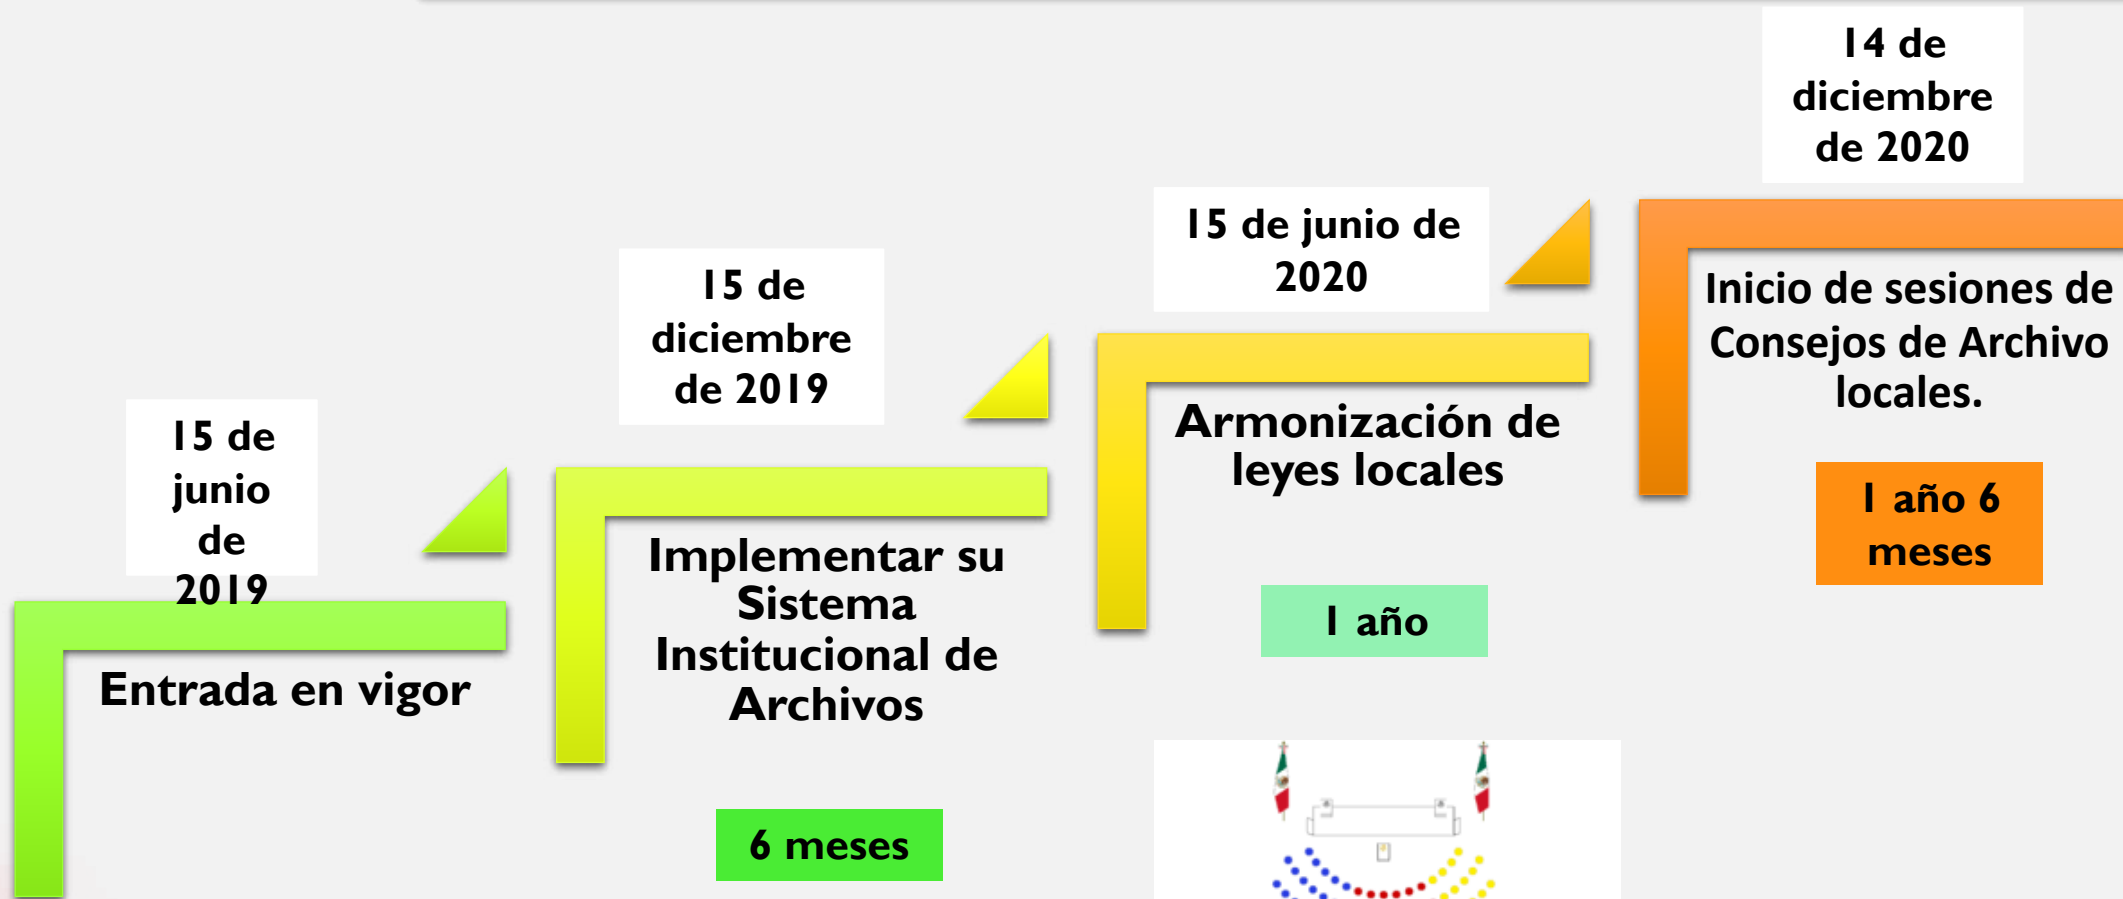 15 de
junio
de
2019
Entrada en vigor
15 de
diciembre
de 2019
Implementar su
Sistema
Institucional de
Archivos
6 meses
15 de junio de
2020
Armonización de
leyes locales
1 año
14 de
diciembre
de 2020
Inicio de sesiones de
Consejos de Archivo
locales.
1 año 6
meses